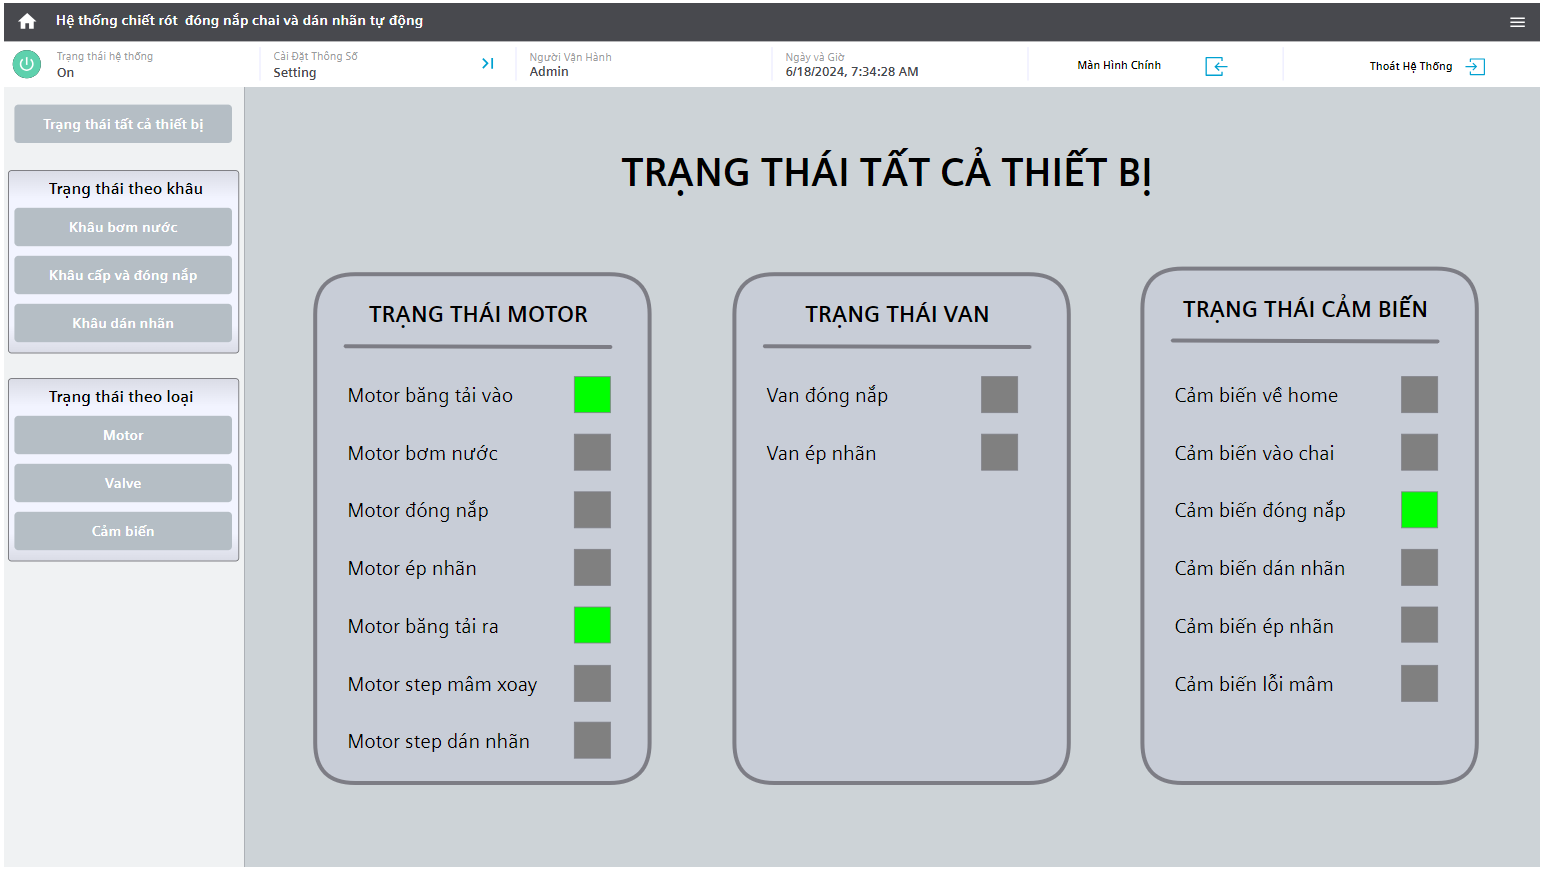 Hệ thống chiết rót  đóng nắp chai và dán nhãn tự động
Trạng thái hệ thống
On
Cài Đặt Thông Số
Setting
Người Vận Hành
Admin
Ngày và Giờ
6/18/2024, 7:34:28 AM
Màn Hình Chính
Thoát Hệ Thống
Trạng thái tất cả thiết bị
Trạng thái theo khâu
Khâu bơm nước
Khâu cấp và đóng nắp
Khâu dán nhãn
Trạng thái theo loại
Motor
Valve
Cảm biến
TRẠNG THÁI TẤT CẢ THIẾT BỊ
TRẠNG THÁI MOTOR
Motor băng tải vào
Motor bơm nước
Motor đóng nắp
Motor ép nhãn
Motor băng tải ra
Motor step mâm xoay
Motor step dán nhãn
TRẠNG THÁI VAN
Van đóng nắp
Van ép nhãn
TRẠNG THÁI CẢM BIẾN
Cảm biến về home
Cảm biến vào chai
Cảm biến đóng nắp
Cảm biến dán nhãn
Cảm biến ép nhãn
Cảm biến lỗi mâm